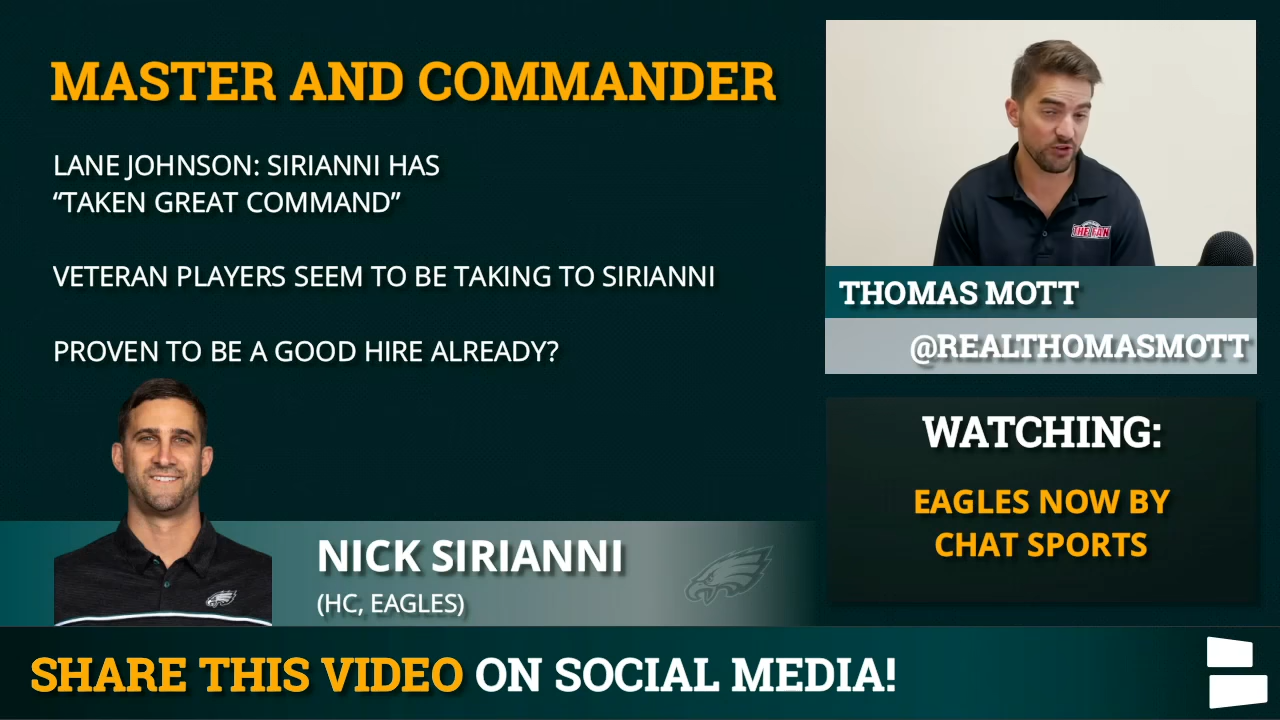 MASTER AND COMMANDER
LANE JOHNSON: SIRIANNI HAS
“TAKEN GREAT COMMAND”
VETERAN PLAYERS SEEM TO BE TAKING TO SIRIANNI
PROVEN TO BE A GOOD HIRE ALREADY?
NICK SIRIANNI
(HC, EAGLES)
THE FAN
THOMAS MOTT
@REALTHOMASMOTT
WATCHING:
EAGLES NOW BY
CHAT SPORTS
SHARE THIS VIDEO ON SOCIAL MEDIA!